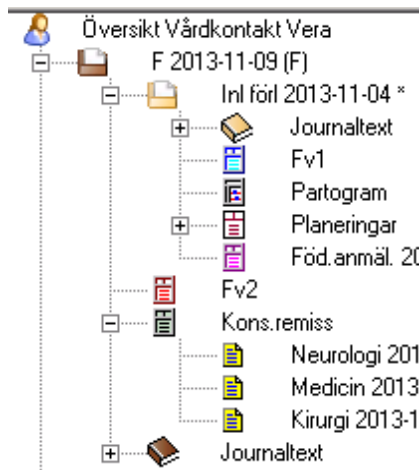 Översikt Vårdkontakt Vera
F 2013-11-09 (F)
Inl förl 2013-11-04 *
Journaltext
Fv1
Partogram
Planeringar
Föd.anmäl. 20
Fv2
Kons.remiss
Neurologi 201
Medicin 2013
Kirurgi 2013-1
Journaltext